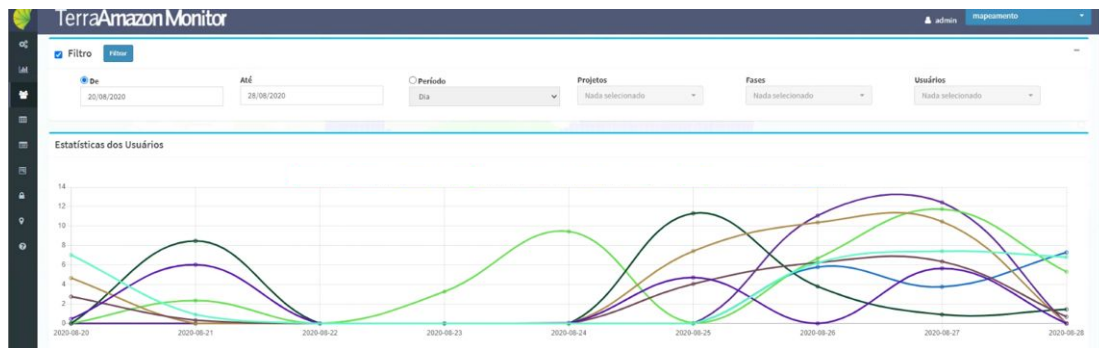 TerraAmazon Monitor
admin
mapeamento
Filtro
Filtrar
De
Até
Período
Projetos
Fases
Usuários
20/08/2020
28/08/2020
Dia
Nada selecionado
Nada selecionado
Nada selecionado
Estatísticas dos Usuários
14
12
10
8
6
4
2
0
2020-08-20
2020-08-21
2020-08-22
2020-08-23
2020-08-24
2020-08-25
2020-08-26
2020-08-27
2020-08-28